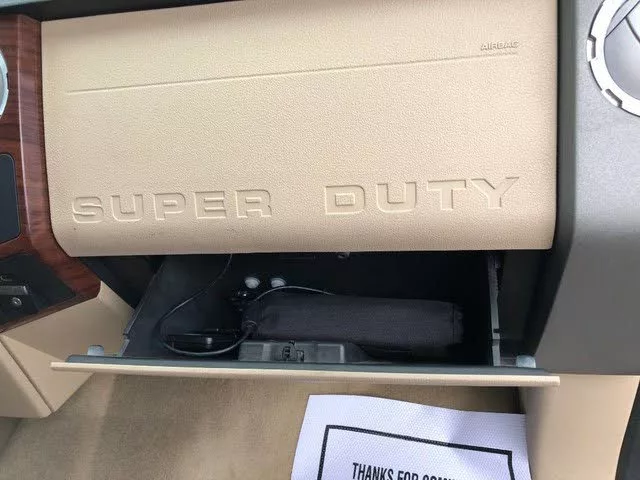 AIRBAG
SUPER DUTY
THANKS FOR